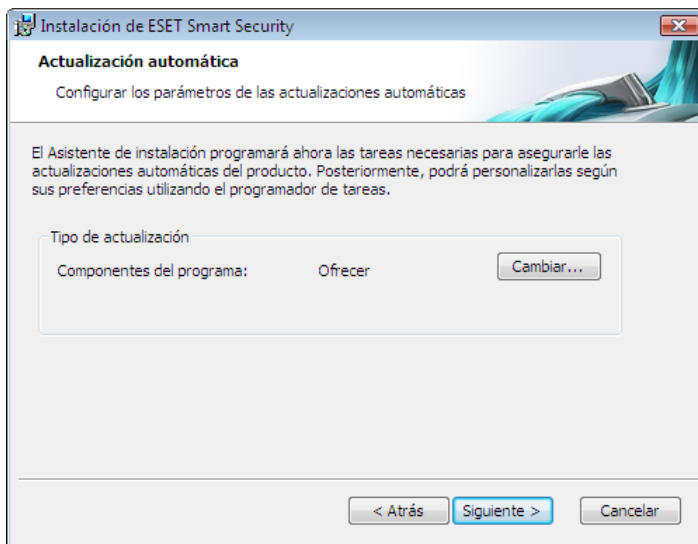 Instalación de ESET Smart Security
Actualización automática
Configurar los parámetros de las actualizaciones automáticas
El Asistente de instalación programará ahora las tareas necesarias para asegurarle las
actualizaciones automáticas del producto. Posteriormente, podrá personalizarlas según
sus preferencias utilizando el programador de tareas.
Tipo de actualización
Componentes del programa: Ofrecer Cambiar...
< Atrás Siguiente > Cancelar